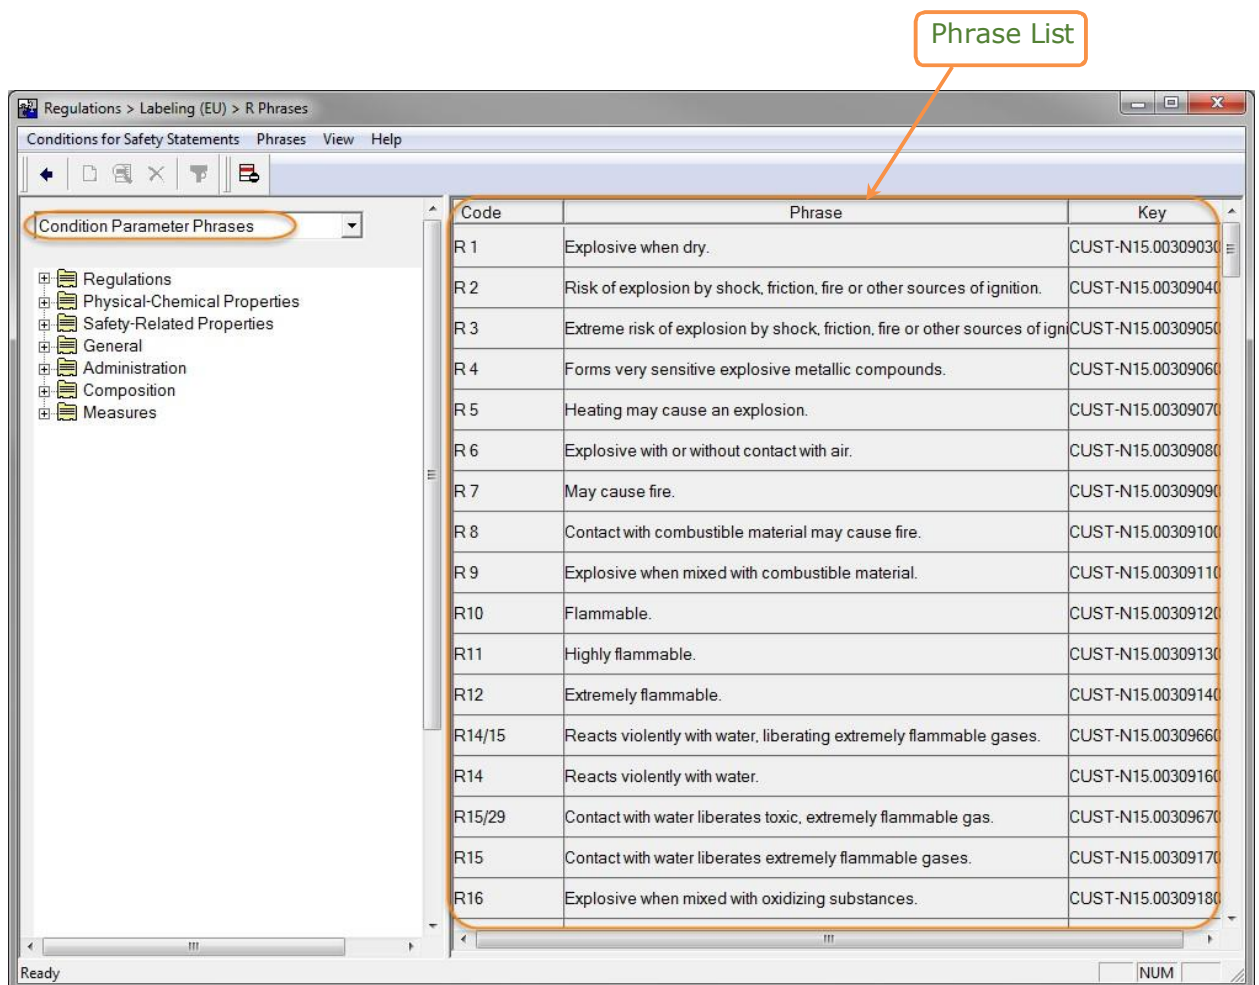 Phrase List
Regulations > Labeling (EU) > R Phrases
Conditions for Safety Statements Phrases View Help
Condition Parameter Phrases
Regulations
Physical-Chemical Properties
Safety-Related Properties
General
Administration
Composition
Measures
Code Phrase Key
R 1 Explosive when dry. CUST-N15.00309030
R 2 Risk of explosion by shock, friction, fire or other sources of ignition. CUST-N15.00309040
R 3 Extreme risk of explosion by shock, friction, fire or other sources of igni CUST-N15.00309050
R 4 Forms very sensitive explosive metallic compounds. CUST-N15.00309060
R 5 Heating may cause an explosion. CUST-N15.00309070
R 6 Explosive with or without contact with air. CUST-N15.00309080
R 7 May cause fire. CUST-N15.00309090
R 8 Contact with combustible material may cause fire. CUST-N15.00309100
R 9 Explosive when mixed with combustible material. CUST-N15.00309110
R10 Flammable. CUST-N15.00309120
R11 Highly flammable. CUST-N15.00309130
R12 Extremely flammable. CUST-N15.00309140
R14/15 Reacts violently with water, liberating extremely flammable gases. CUST-N15.00309660
R14 Reacts violently with water. CUST-N15.00309160
R15/29 Contact with water liberates toxic, extremely flammable gas. CUST-N15.00309670
R15 Contact with water liberates extremely flammable gases. CUST-N15.00309170
R16 Explosive when mixed with oxidizing substances. CUST-N15.00309180
Ready NUM